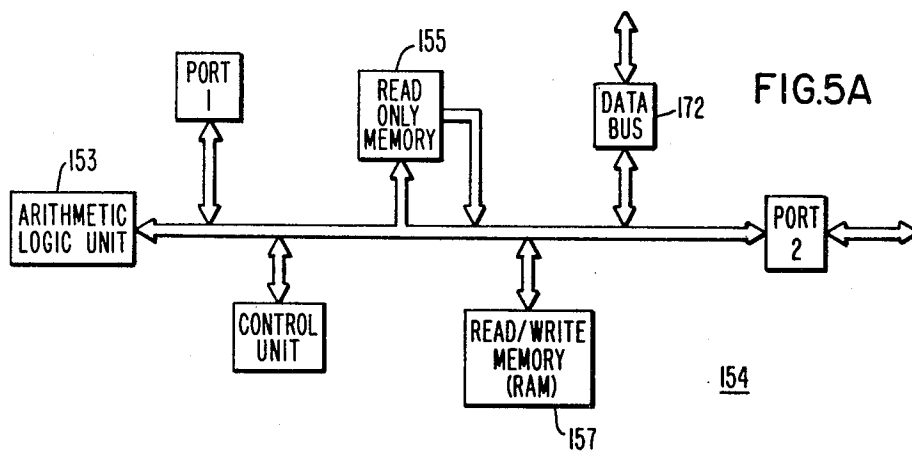 155
PORT
1
READ
ONLY
MEMORY
DATA
BUS
172
FIG.5A
153
ARITHMETIC
LOGIC UNIT
PORT
2
CONTROL
UNIT
READ/WRITE
MEMORY
(RAM)
154
157